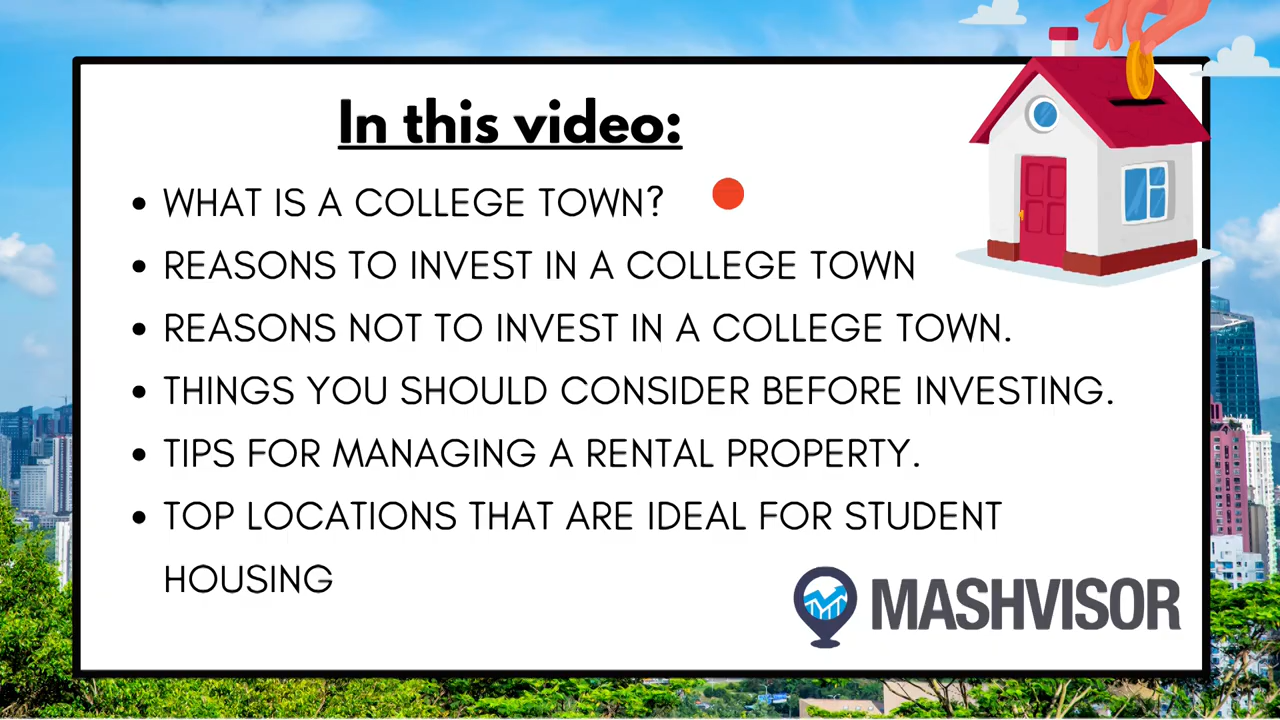 In this video:
WHAT IS A COLLEGE TOWN?
REASONS TO INVEST IN A COLLEGE TOWN
REASONS NOT TO INVEST IN A COLLEGE TOWN.
THINGS YOU SHOULD CONSIDER BEFORE INVESTING.
TIPS FOR MANAGING A RENTAL PROPERTY.
TOP LOCATIONS THAT ARE IDEAL FOR STUDENT
HOUSING
MASHVISOR